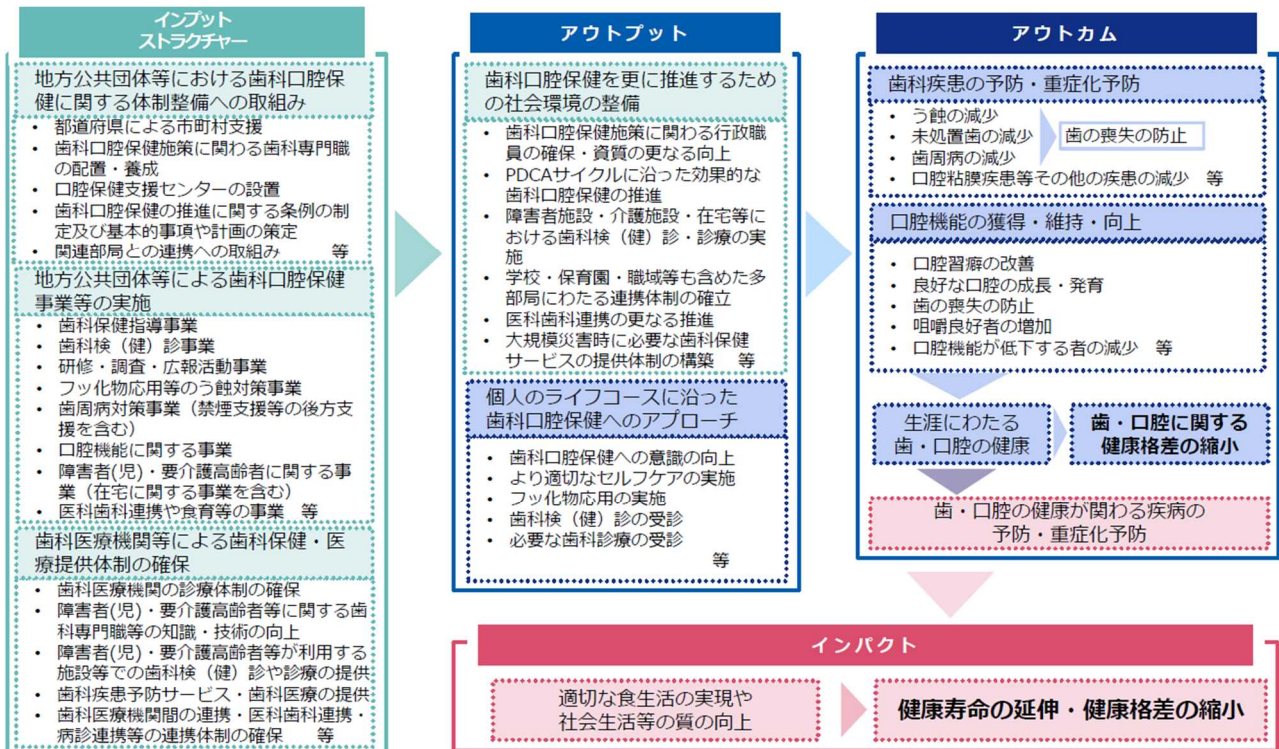 インプット
ストラクチャー
地方公共団体等における歯科口腔保
健に関する体制整備への取組み
• 都道府県による市町村支援
• 歯科口腔保健施策に関わる歯科専門職
の配置・養成
• 口腔保健支援センターの設置
• 歯科口腔保健の推進に関する条例の制
定及び基本的事項や計画の策定
• 関連部局との連携への取組み 等
地方公共団体等による歯科口腔保健
事業等の実施
• 歯科保健指導事業
• 歯科検（健）診事業
• 研修・調査・広報活動事業
• フッ化物応用等のう蝕対策事業
• 歯周病対策事業（禁煙支援等の後方支
援を含む）
• 口腔機能に関する事業
• 障害者(児)・要介護高齢者に関する事
業（在宅に関する事業を含む）
• 医科歯科連携や食育等の事業 等
歯科医療機関等による歯科保健・医
療提供体制の確保
• 歯科医療機関の診療体制の確保
• 障害者(児)・要介護高齢者等に関する歯
科専門職等の知識・技術の向上
• 障害者(児)・要介護高齢者等が利用する
施設等での歯科検（健）診や診療の提供
• 歯科疾患予防サービス・歯科医療の提供
• 歯科医療機関間の連携・医科歯科連携・
病診連携等の連携体制の確保 等
アウトプット
歯科口腔保健を更に推進するため
の社会環境の整備
• 歯科口腔保健施策に関わる行政職
員の確保・資質の更なる向上
• PDCAサイクルに沿った効果的な
歯科口腔保健の推進
• 障害者施設・介護施設・在宅等に
おける歯科検（健）診・診療の実
施
• 学校・保育園・職域等も含めた多
部局にわたる連携体制の確立
• 医科歯科連携の更なる推進
• 大規模災害時に必要な歯科保健
サービスの提供体制の構築 等
個人のライフコースに沿った
歯科口腔保健へのアプローチ
• 歯科口腔保健への意識の向上
• より適切なセルフケアの実施
• フッ化物応用の実施
• 歯科検（健）診の受診
• 必要な歯科診療の受診
等
アウトカム
歯科疾患の予防・重症化予防
• う蝕の減少
• 未処置歯の減少
• 歯周病の減少
歯の喪失の防止
• 口腔粘膜疾患等その他の疾患の減少 等
口腔機能の獲得・維持・向上
• 口腔習癖の改善
• 良好な口腔の成長・発育
• 歯の喪失の防止
• 咀嚼良好者の増加
• 口腔機能が低下する者の減少 等
生涯にわたる
歯・口腔の健康
歯・口腔に関する
健康格差の縮小
歯・口腔の健康が関わる疾病の
予防・重症化予防
インパクト
適切な食生活の実現や
社会生活等の質の向上
健康寿命の延伸・健康格差の縮小